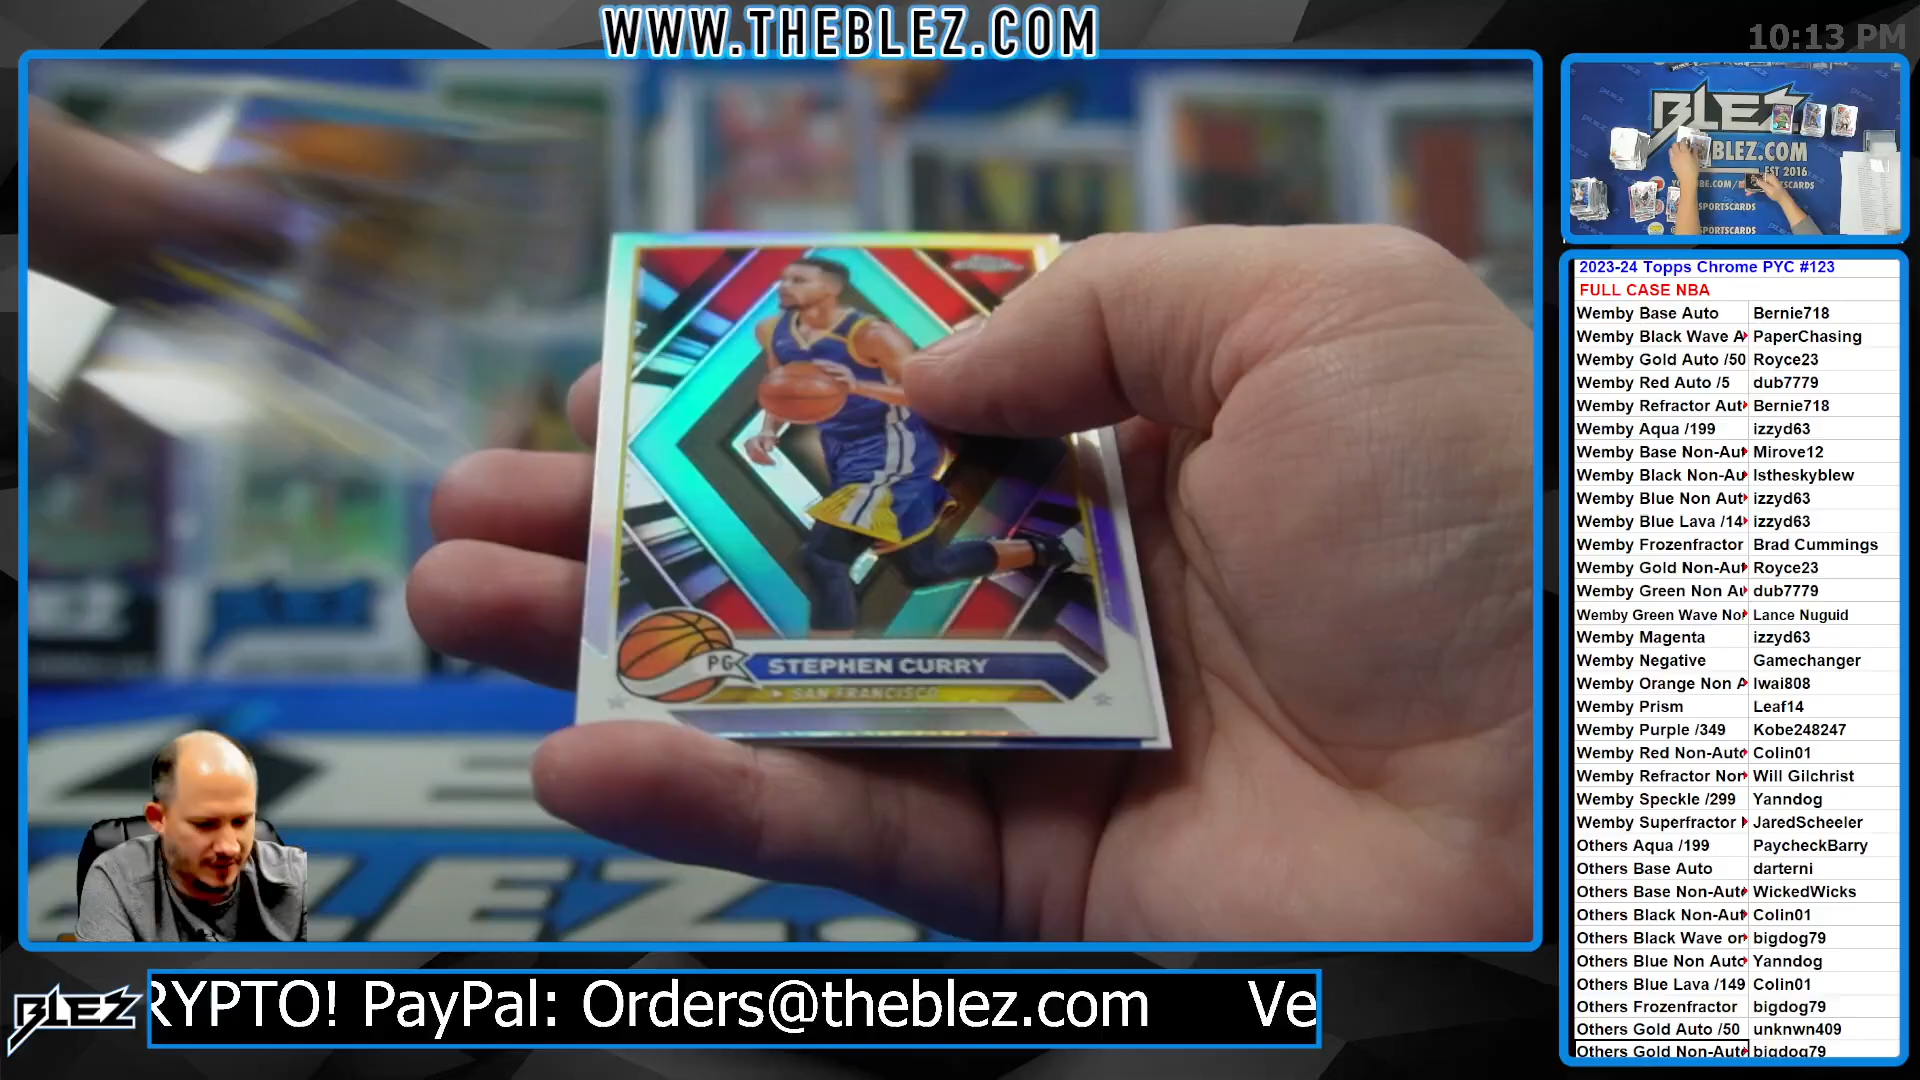 WWW.THEBLEZ.COM
10:13 PM
BLEZ
BLEZ.COM
EST 2016
SPORTSCARDS
SPORTSCARDS
STEPHEN CURRY
PG
SAN FRANCISCO
2023-24 Topps Chrome PYC #123
FULL CASE NBA
Wemby Base Auto Bernie718
Wemby Black Wave A PaperChasing
Wemby Gold Auto /50 Royce23
Wemby Red Auto /5 dub7779
Wemby Refractor Aut Bernie718
Wemby Aqua /199 izzyd63
Wemby Base Non-Aut Mirove12
Wemby Black Non-Au Istheskyblew
Wemby Blue Non Aut izzyd63
Wemby Blue Lava /14 izzyd63
Wemby Frozenfractor Brad Cummings
Wemby Gold Non-Aut Royce23
Wemby Green Non Au dub7779
Wemby Green Wave No Lance Nuguid
Wemby Magenta izzyd63
Wemby Negative Gamechanger
Wemby Orange Non A Iwai808
Wemby Prism Leaf14
Wemby Purple /349 Kobe248247
Wemby Red Non-Auto Colin01
Wemby Refractor Non Will Gilchrist
Wemby Speckle /299 Yanndog
Wemby Superfractor JaredScheeler
Others Aqua /199 PaycheckBarry
Others Base Auto darterni
Others Base Non-Auto WickedWicks
Others Black Non-Aut Colin01
Others Black Wave or bigdog79
Others Blue Non Auto Yanndog
Others Blue Lava /149 Colin01
Others Frozenfractor bigdog79
Others Gold Auto /50 unknwn409
Others Gold Non-Auto bigdog79
BLEZ
RYPTO! PayPal: Orders@theblez.com Ve